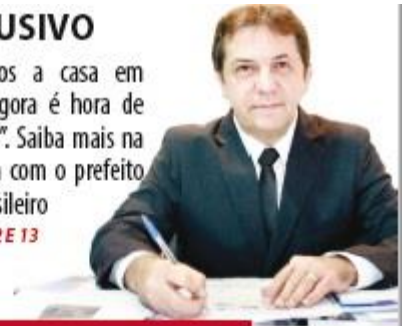 USIVO
os a casa em
gora é hora de
”. Saiba mais na
com o prefeito
sileiro
E 13